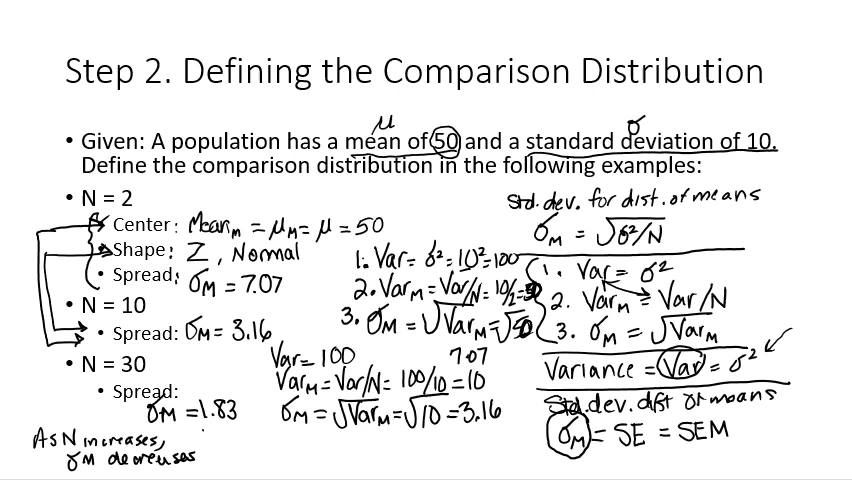 Step 2. Defining the Comparison Distribution
μ σ
• Given: A population has a mean of 50 and a standard deviation of 10.
Define the comparison distribution in the following examples:
• N = 2
• Center: Mean_m = μ_M = μ = 50
• Shape: Z, Normal
• Spread: σ_M = 7.07
• N = 10
• Spread: σ_M = 3.16
• N = 30
• Spread:
σ_M = 1.83
As N increases,
σM decreases
1. Var = σ² = 10² = 100
2. Var_M = Var/N = 10/2 = 50
3. σ_M = √Var_M = √50
7.07
Var = 100
Var_M = Var/N = 100/10 = 10
σ_M = √Var_M = √10 = 3.16
Std. dev. for dist. of means
σ_M = √σ²/N
1. Var = σ²
2. Var_M = Var/N
3. σ_M = √Var_M
Variance = Var = σ²
Std. dev. dist of means
σ_M = SE = SEM